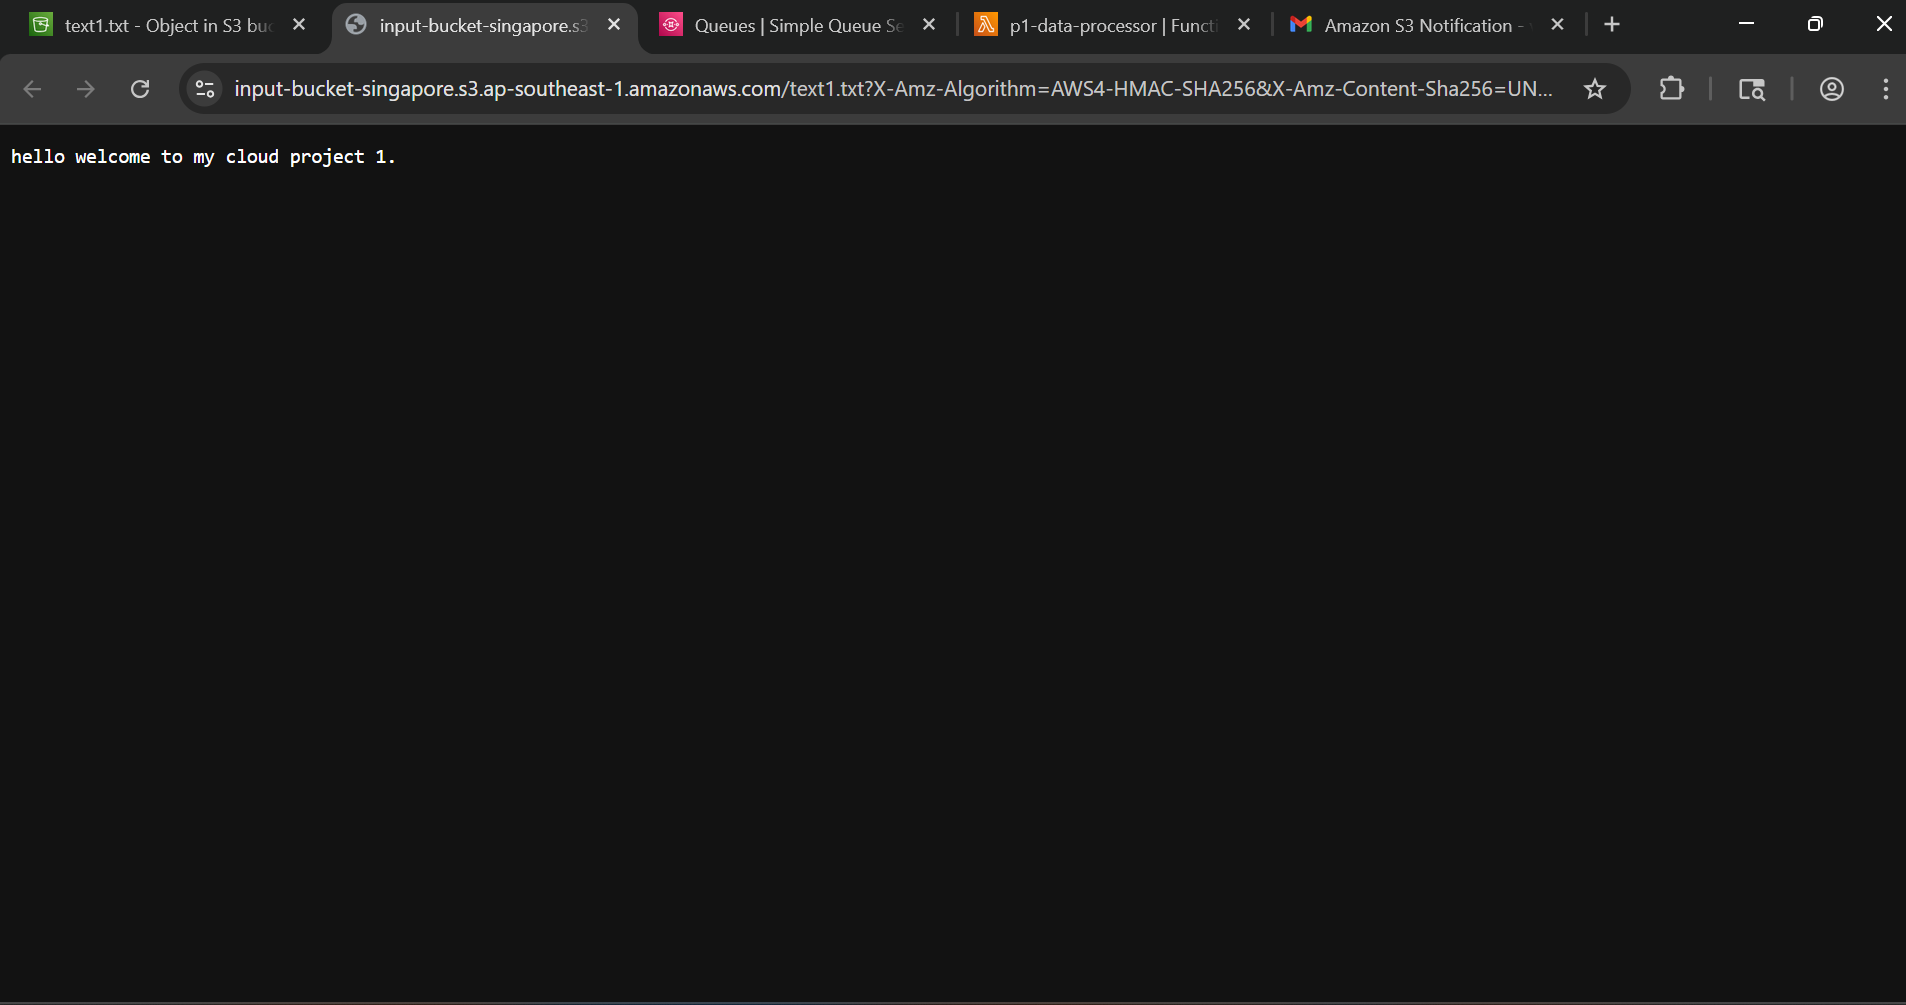 text1.txt - Object in S3 buc
input-bucket-singapore.s3
Queues | Simple Queue Se
p1-data-processor | Functi
Amazon S3 Notification -
input-bucket-singapore.s3.ap-southeast-1.amazonaws.com/text1.txt?X-Amz-Algorithm=AWS4-HMAC-SHA256&X-Amz-Content-Sha256=UN...
hello welcome to my cloud project 1.